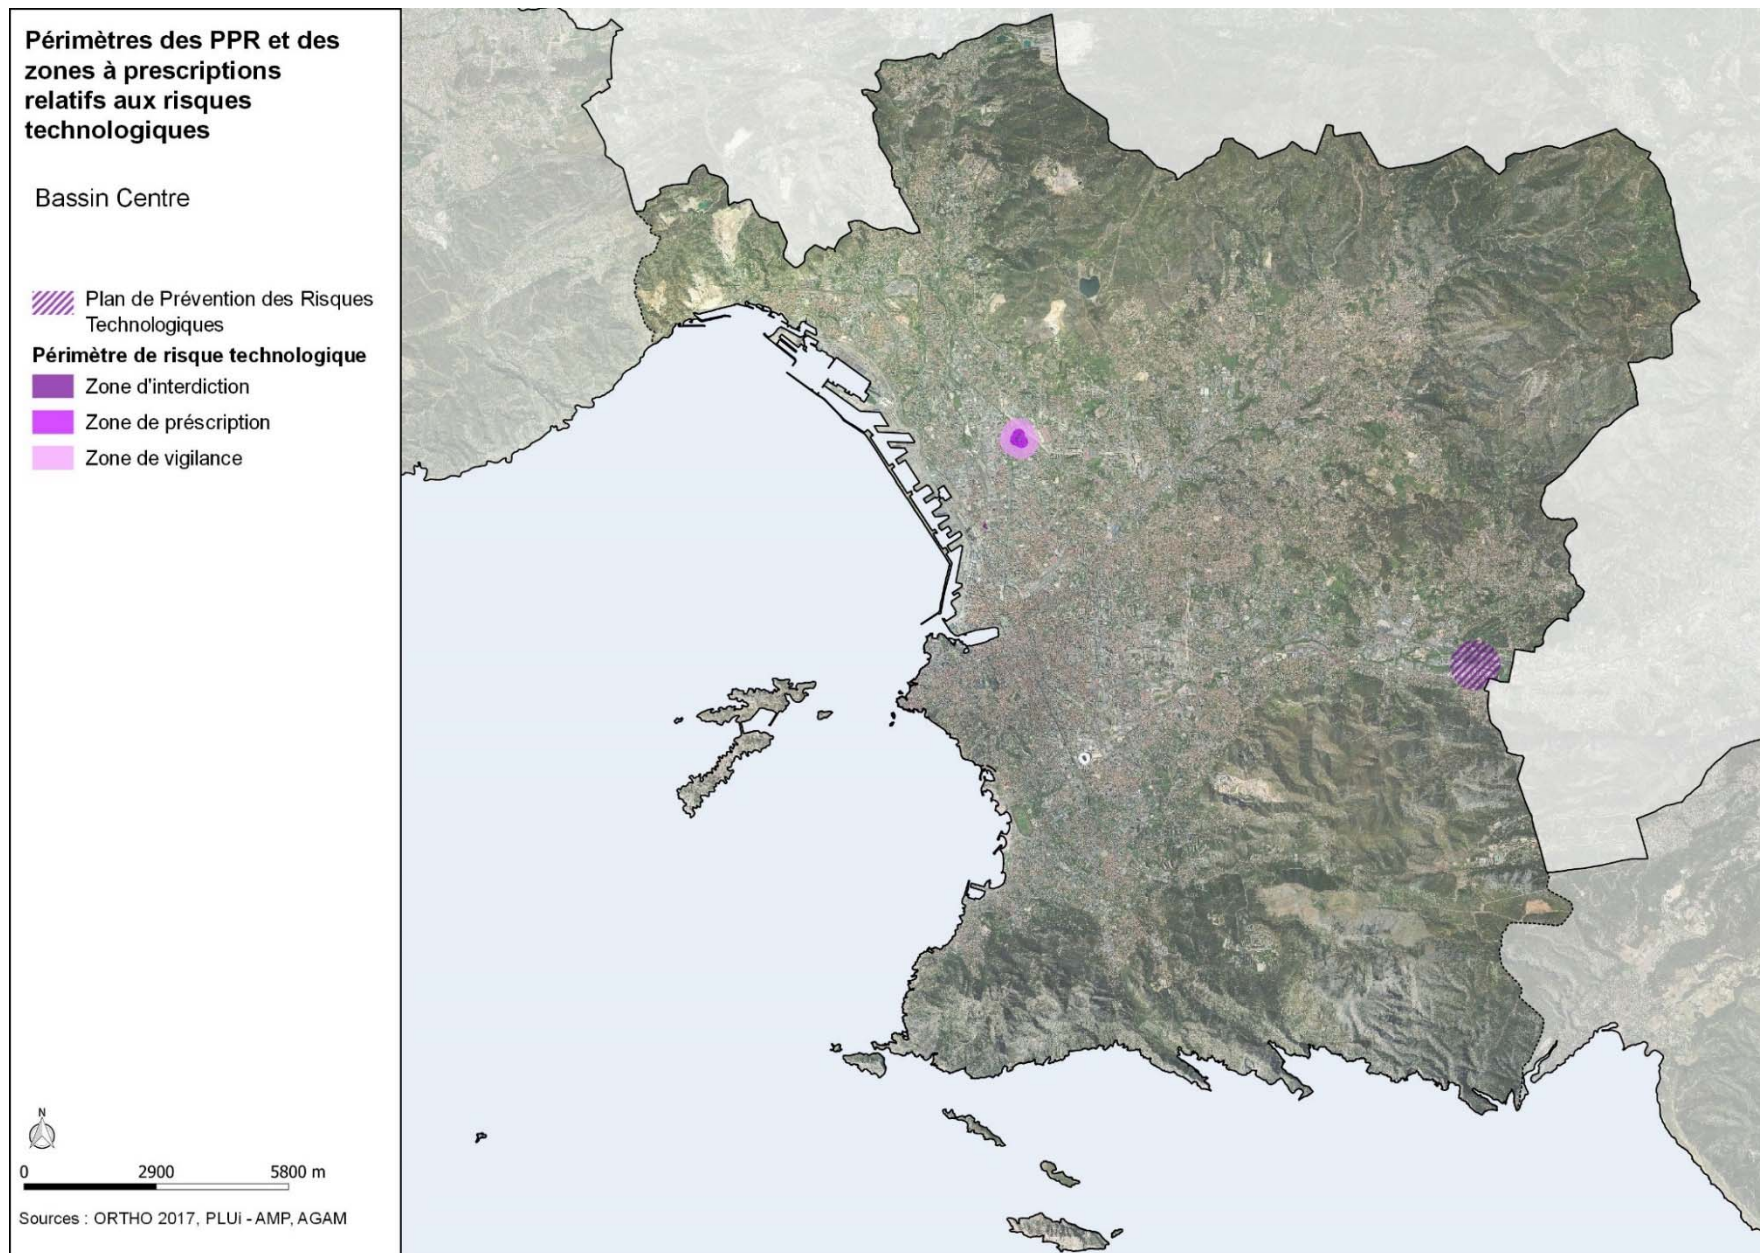 Périmètres des PPR et des
zones à prescriptions
relatifs aux risques
technologiques
Bassin Centre
Plan de Prévention des Risques
Technologiques
Périmètre de risque technologique
Zone d'interdiction
Zone de préscription
Zone de vigilance
N
0 2900 5800 m
Sources : ORTHO 2017, PLUi - AMP, AGAM